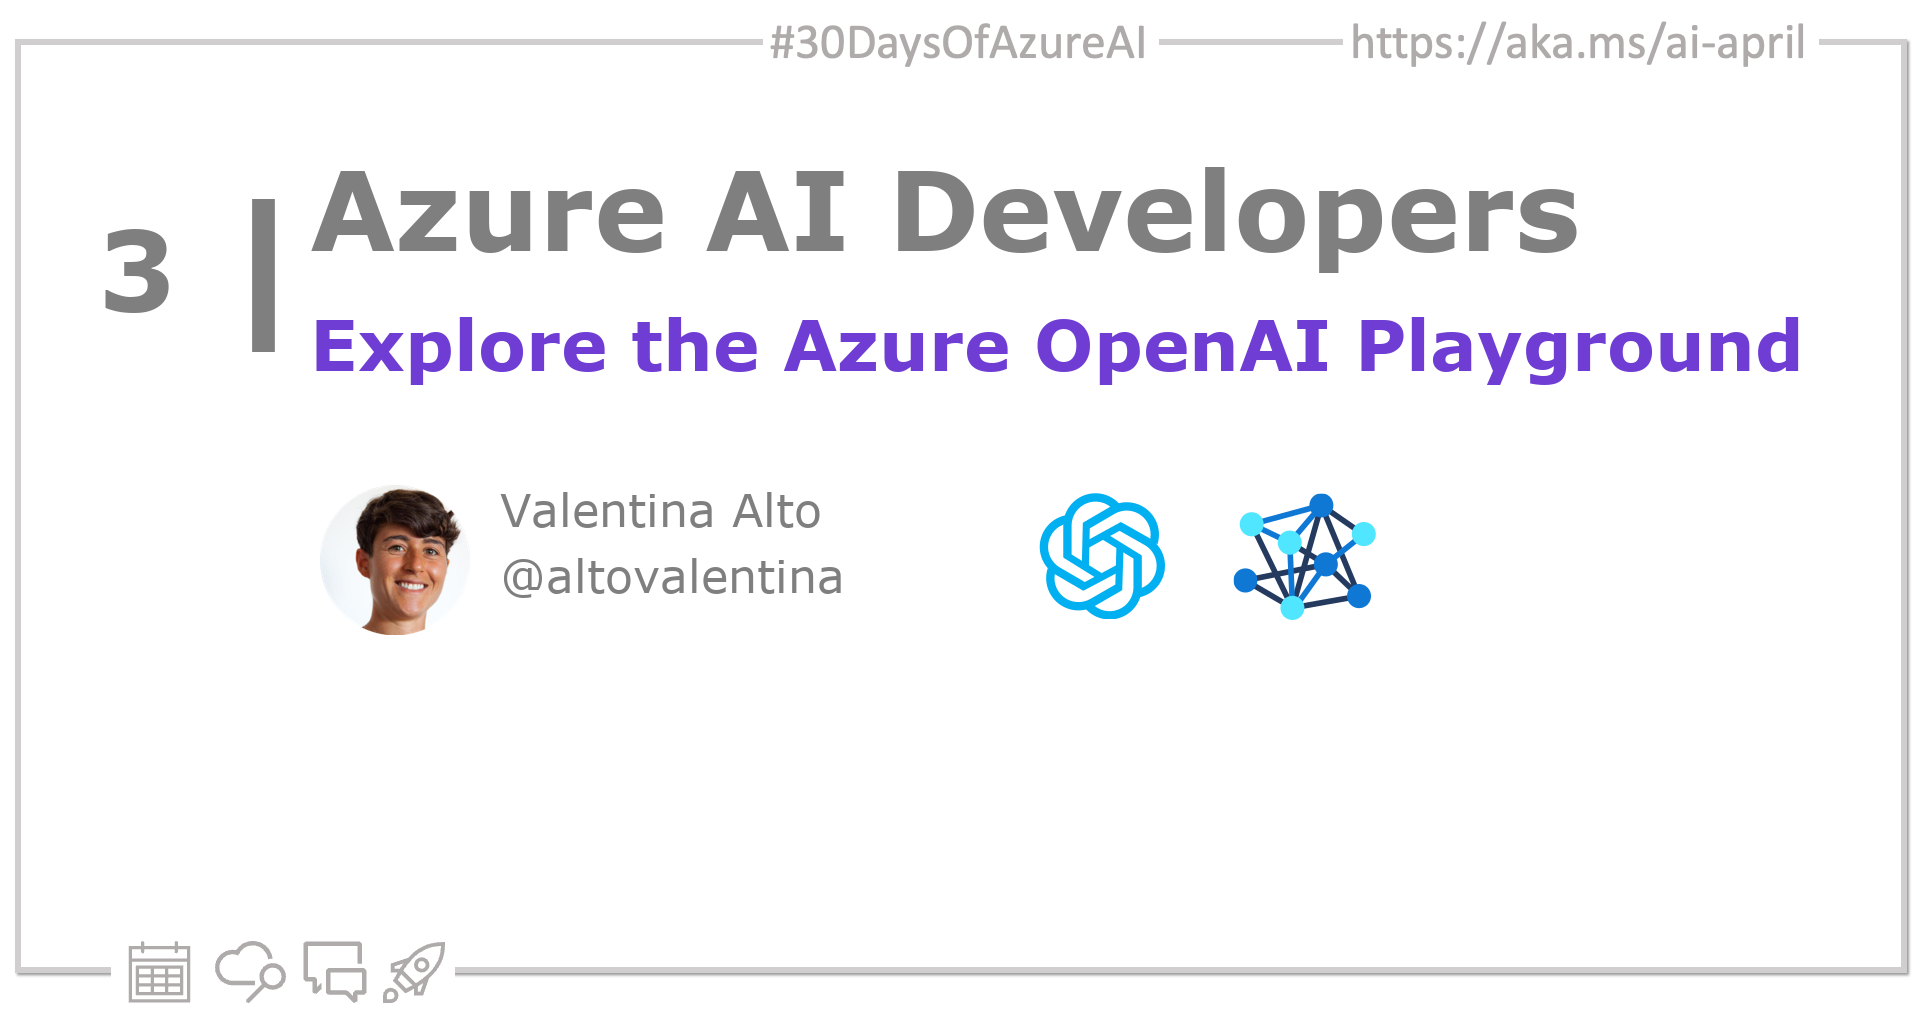 #30DaysOfAzureAI https://aka.ms/ai-april
3
Azure AI Developers
Explore the Azure OpenAI Playground
Valentina Alto
@altovalentina